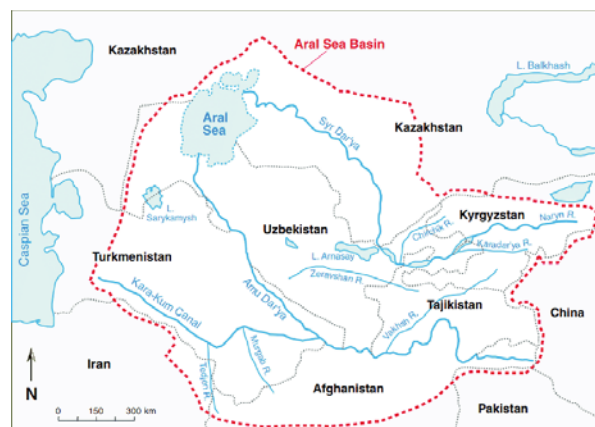 Kazakhstan
Aral Sea Basin
L. Balkhash
Aral
Sea
Syr Dar'ya
Kazakhstan
Caspian Sea
L.
Sarykamysh
Uzbekistan
Kyrgyzstan
Naryn R.
Chirchik R.
Karadar'ya R.
L. Arnasay
Zeravshan R.
Turkmenistan
Kara-Kum Canal
Amu Dar'ya
Tajikistan
Vakhsh R.
China
Iran
Tedjen R.
Murgab R.
Afghanistan
Pakistan
N
0 150 300 km